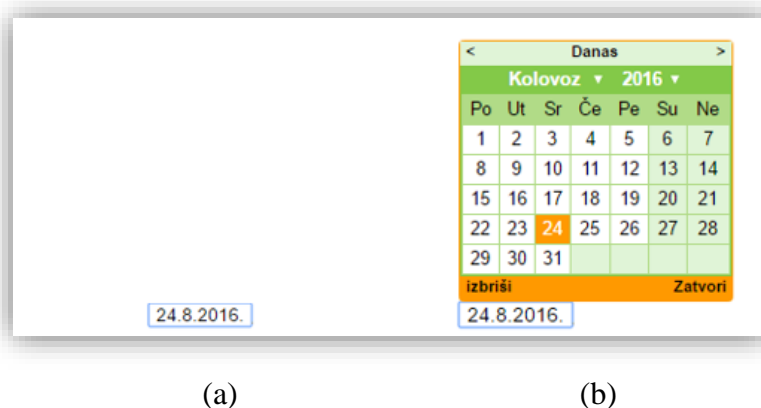 < Danas >
Kolovoz ▼ 2016 ▼
Po Ut Sr Če Pe Su Ne
1 2 3 4 5 6 7
8 9 10 11 12 13 14
15 16 17 18 19 20 21
22 23 24 25 26 27 28
29 30 31
izbriši Zatvori
24.8.2016. 24.8.2016.
(a) (b)